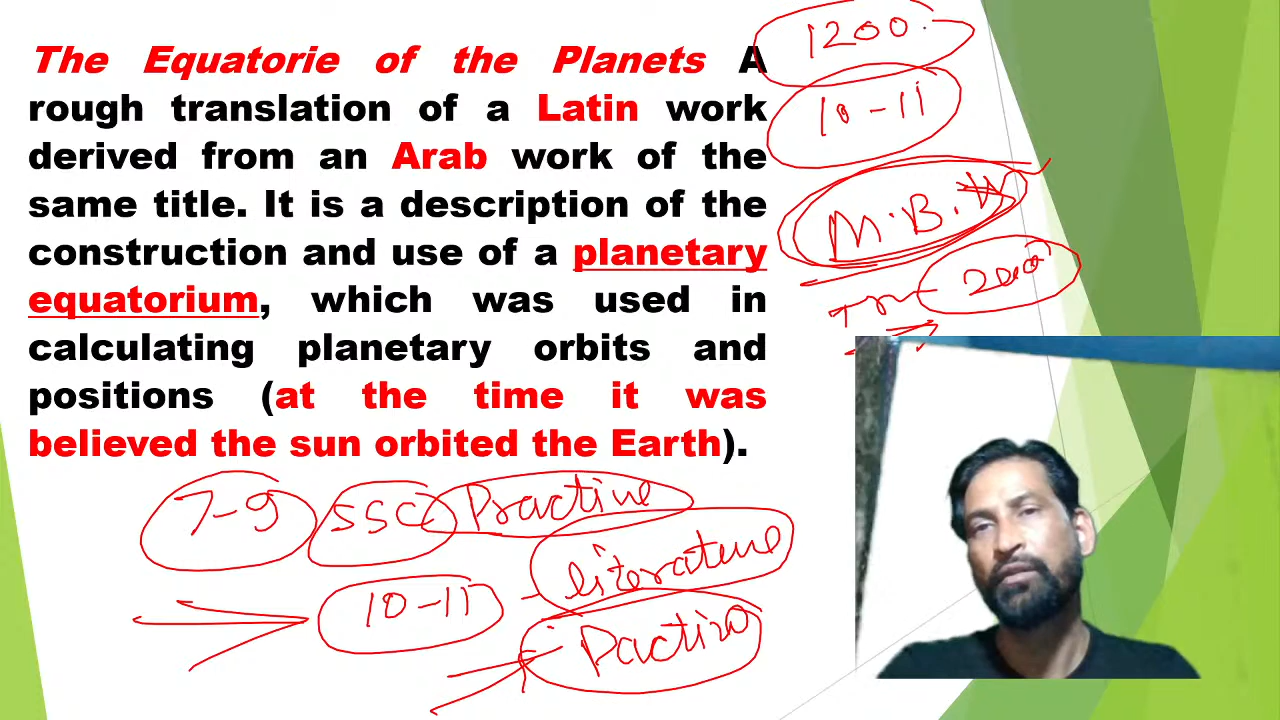 The Equatorie of the Planets A
rough translation of a Latin work
derived from an Arab work of the
same title. It is a description of the
construction and use of a planetary
equatorium, which was used in
calculating planetary orbits and
positions (at the time it was
believed the sun orbited the Earth).
1200
10-11
M.B.
7-9 SSC Practine
literature
10-11
Pactino